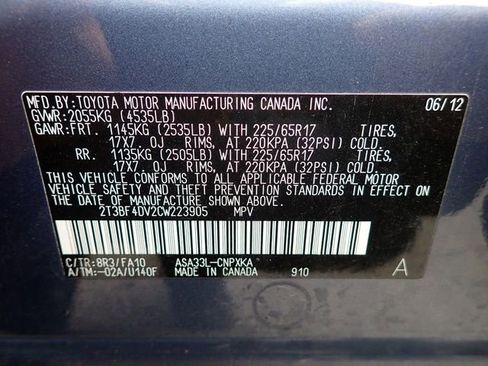 MFD.BY:TOYOTA MOTOR MANUFACTURING CANADA INC. 06/12
GVWR:2055KG (4535LB)
GAWR:FRT. 1145KG (2535LB) WITH 225/65R17 TIRES,
17X7.0J RIMS, AT 220KPA (32PSI) COLD.
RR. 1135KG (2505LB) WITH 225/65R17 TIRES,
17X7.0J RIMS, AT 220KPA (32PSI) COLD.
THIS VEHICLE CONFORMS TO ALL APPLICABLE FEDERAL MOTOR
VEHICLE SAFETY AND THEFT PREVENTION STANDARDS IN EFFECT ON
THE DATE OF MANUFACTURE SHOWN ABOVE.
2T3BF4DV2CW223905 MPV
C/TR:8R3/FA10 ASA33L-CNPXKA
A/TM:-02A/U140F MADE IN CANADA 910 A